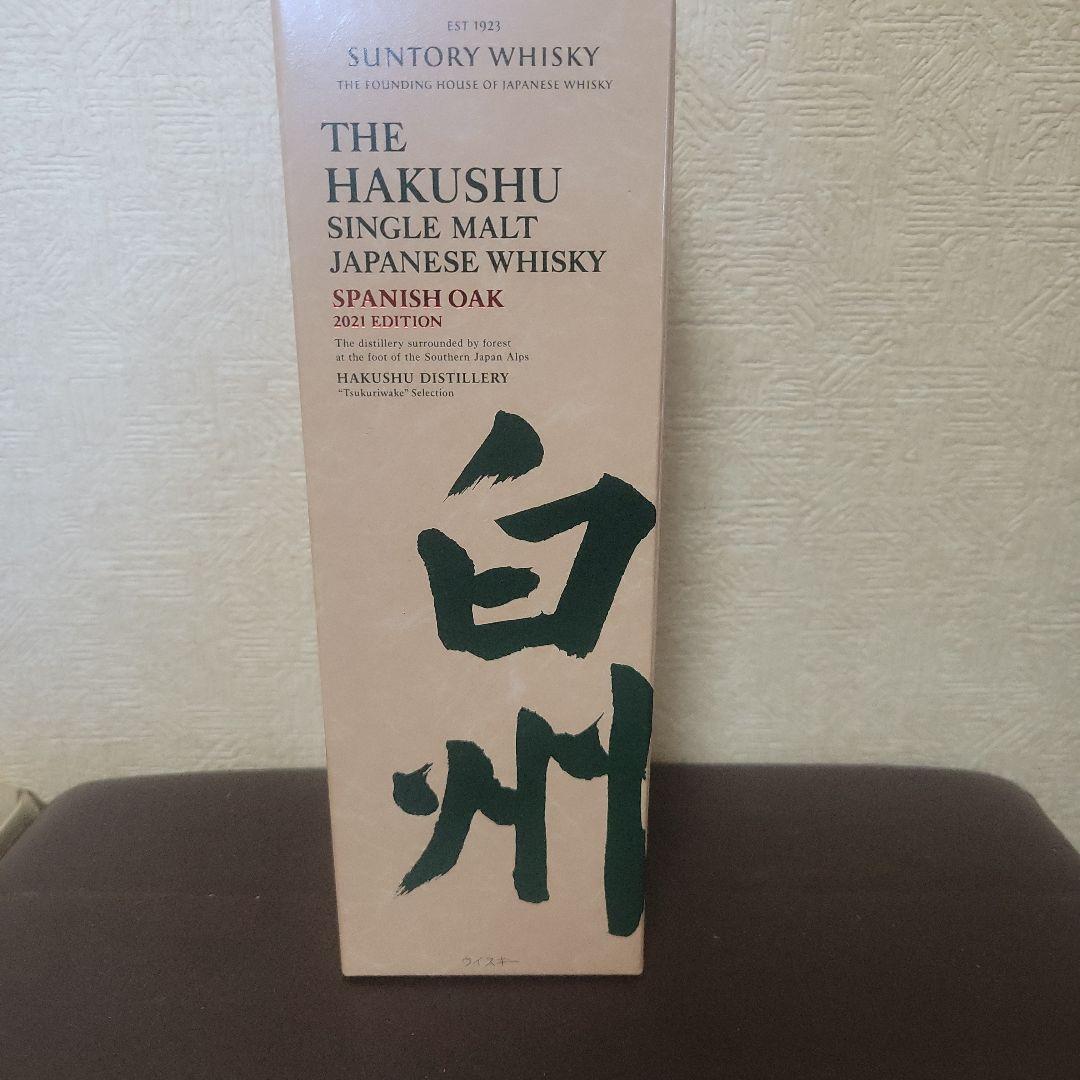 EST 1923
SUNTORY WHISKY
THE FOUNDING HOUSE OF JAPANESE WHISKY
THE
HAKUSHU
SINGLE MALT
JAPANESE WHISKY
SPANISH OAK
2021 EDITION
The distillery surrounded by forest
at the foot of the Southern Japan Alps
HAKUSHU DISTILLERY
“Tsukuriwake” Selection
白
州
ウイスキー